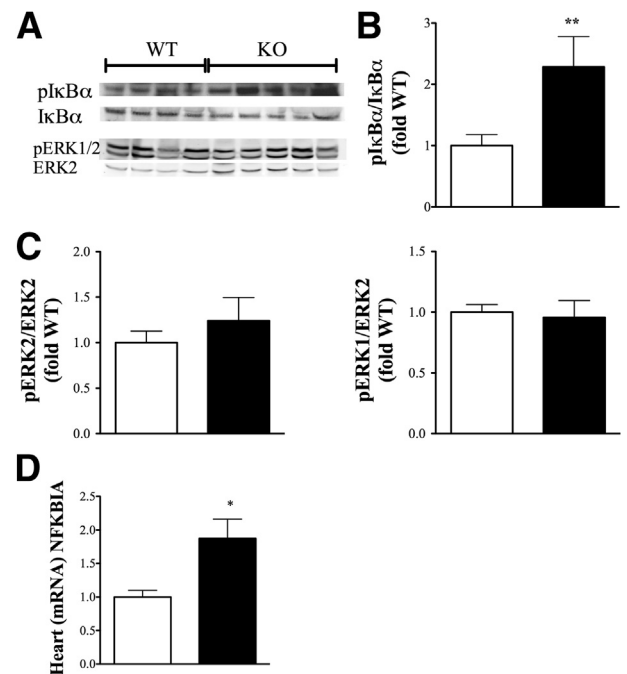 A
WT KO
pIκBα
IκBα
pERK1/2
ERK2
B
pIκBα/IκBα
(fold WT)
3
2
1
0
**
C
pERK2/ERK2
(fold WT)
2.0
1.5
1.0
0.5
0.0
pERK1/ERK2
(fold WT)
1.5
1.0
0.5
0.0
D
Heart (mRNA) NFKBIA
2.5
2.0
1.5
1.0
0.5
0.0
*